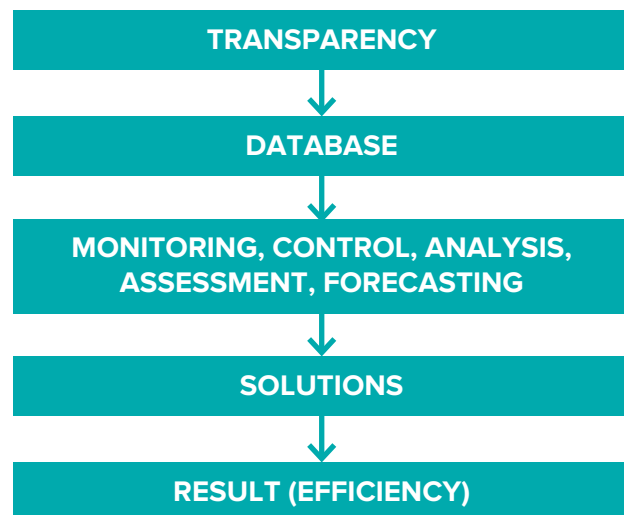 TRANSPARENCY
DATABASE
MONITORING, CONTROL, ANALYSIS,
ASSESSMENT, FORECASTING
SOLUTIONS
RESULT (EFFICIENCY)